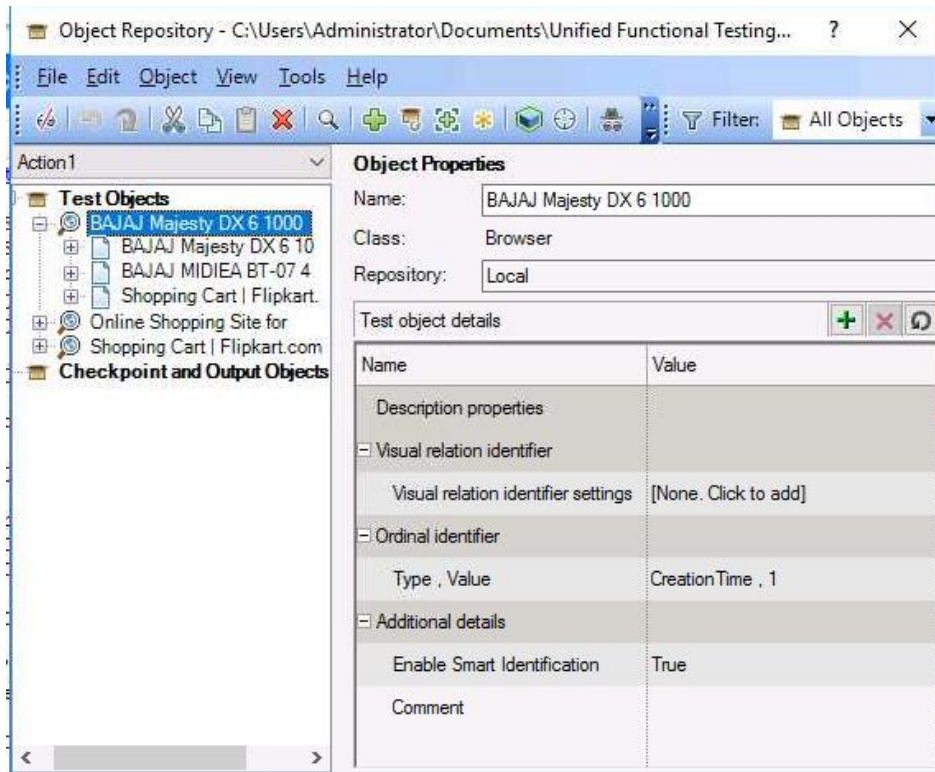 Object Repository - C:\Users\Administrator\Documents\Unified Functional Testing... ?
File Edit Object View Tools Help
Filter: All Objects
Action1
Test Objects
BAJAJ Majesty DX 6 1000
BAJAJ Majesty DX 6 10
BAJAJ MIDIEA BT-07 4
Shopping Cart | Flipkart.
Online Shopping Site for
Shopping Cart | Flipkart.com
Checkpoint and Output Objects
Object Properties
Name: BAJAJ Majesty DX 6 1000
Class: Browser
Repository: Local
Test object details
Name Value
Description properties
Visual relation identifier
Visual relation identifier settings [None. Click to add]
Ordinal identifier
Type , Value CreationTime , 1
Additional details
Enable Smart Identification True
Comment